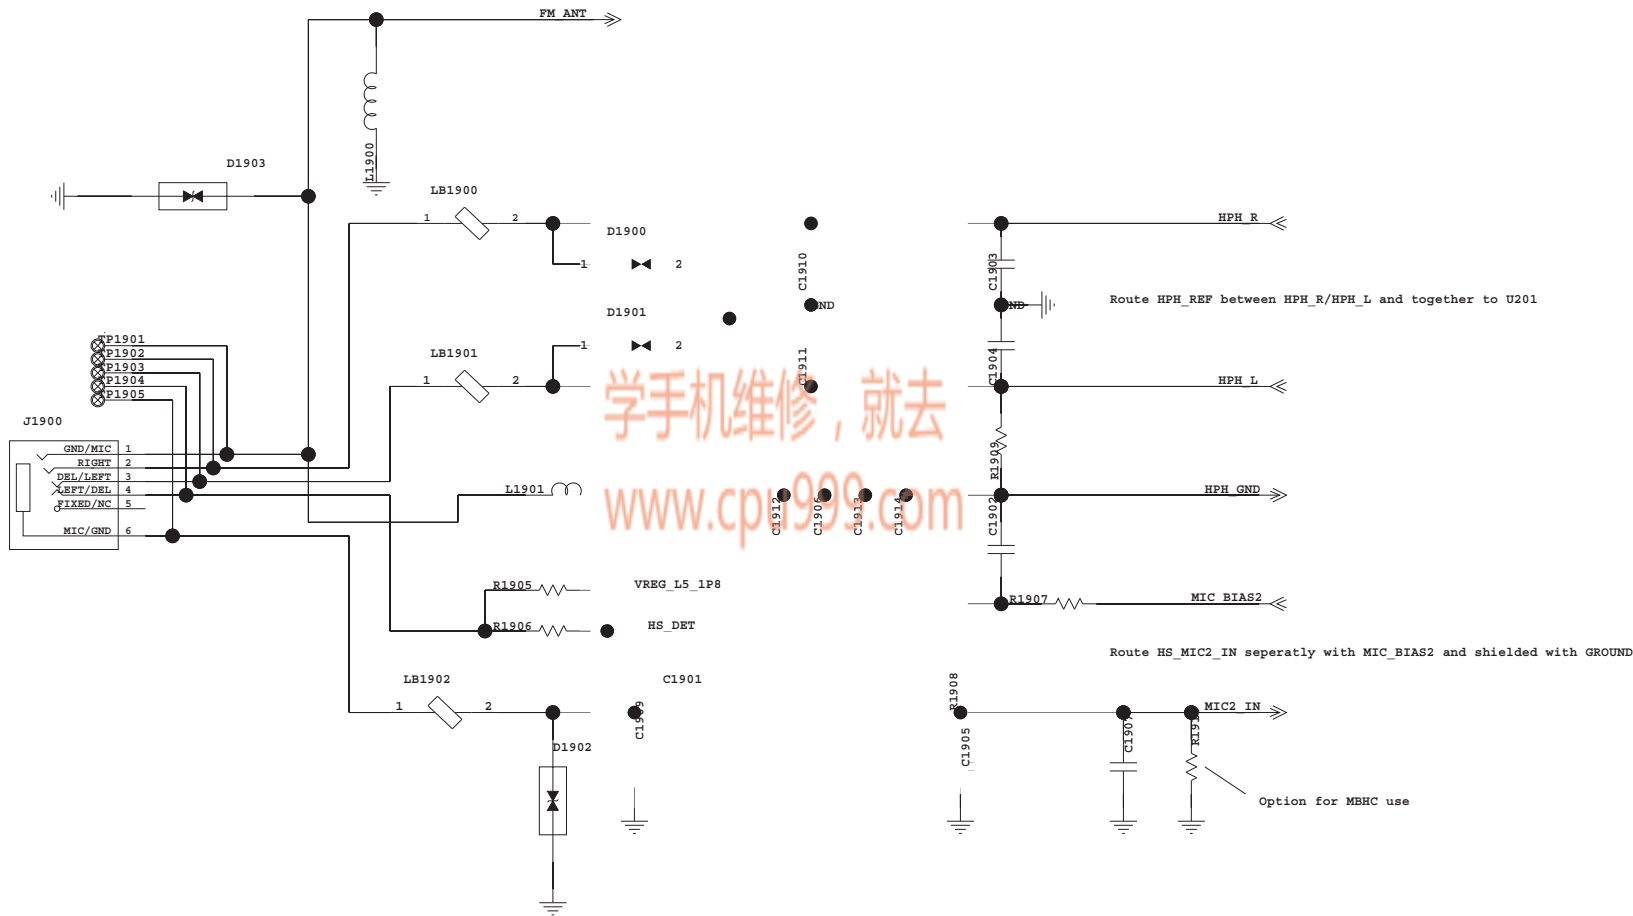 FM_ANT
D1903
L1900
LB1900
1
2
HPH_R
D1900
1
2
C1910
C1903
Route HPH_REF between HPH_R/HPH_L and together to U201
D1901
1
2
TP1901
TP1902
TP1903
TP1904
TP1905
LB1901
1
2
C1911
C1904
HPH_L
学手机维修，就去
www.cpu999.com
J1900
GND/MIC 1
RIGHT 2
DEL/LEFT 3
LEFT/DEL 4
FIXED/NC 5
MIC/GND 6
L1901
R1909
C1912
C1906
C1913
C1914
C1902
HPH_GND
R1905
VREG_L5_1P8
R1907
MIC_BIAS2
R1906
HS_DET
Route HS_MIC2_IN seperatly with MIC_BIAS2 and shielded with GROUND
LB1902
1
2
C1901
C1909
R1908
C1905
MIC2_IN
C1907
D1902
Option for MBHC use